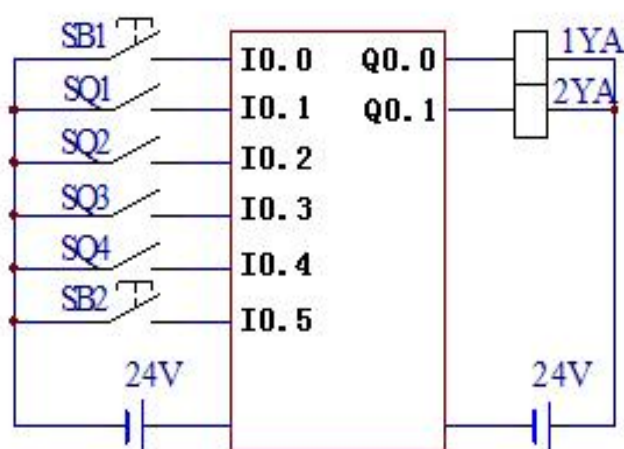 SB1 I0.0 Q0.0 1YA
SQ1 I0.1 Q0.1 2YA
SQ2 I0.2
SQ3 I0.3
SQ4 I0.4
SB2 I0.5
24V 24V